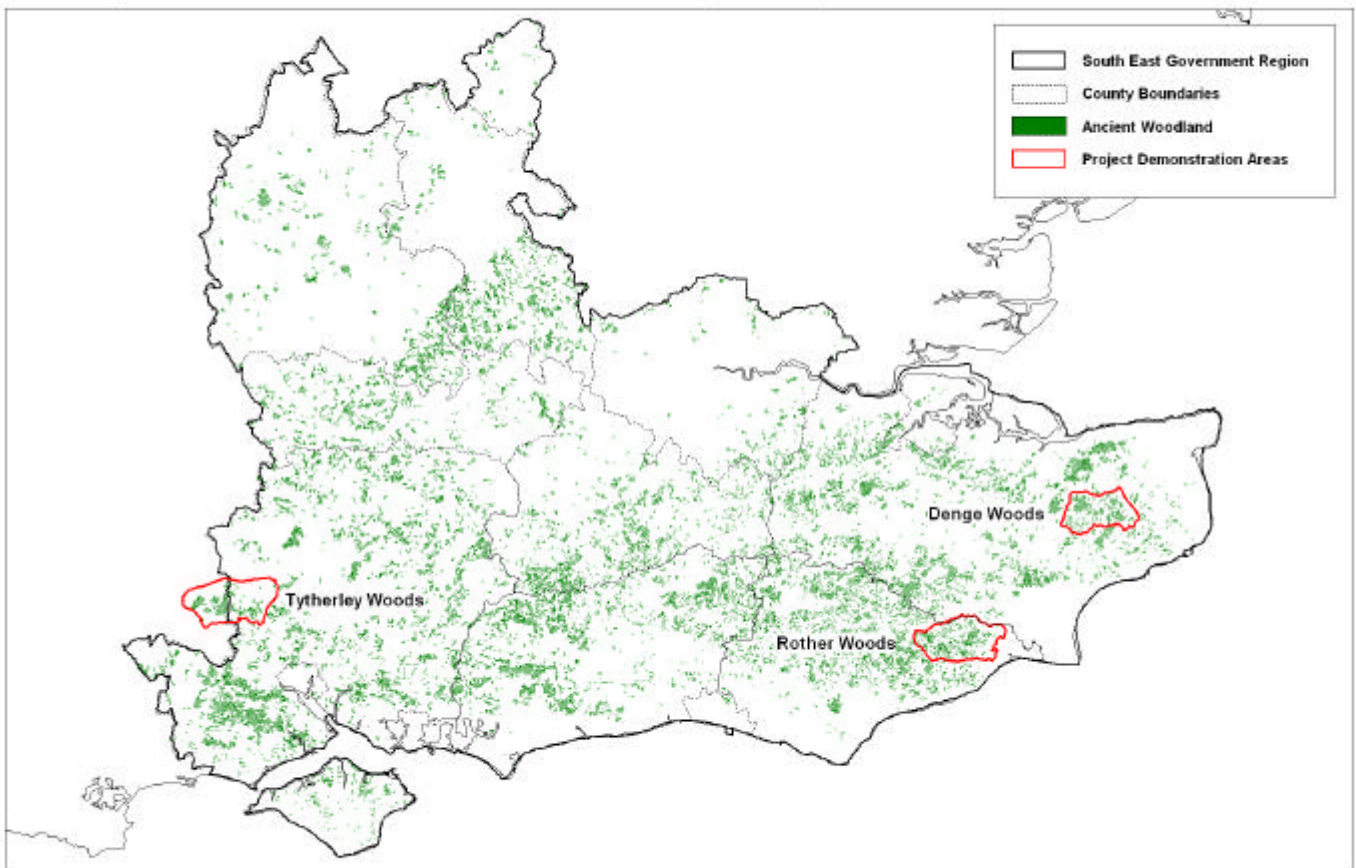 South East Government Region
County Boundaries
Ancient Woodland
Project Demonstration Areas
Denge Woods
Tytherley Woods
Rother Woods